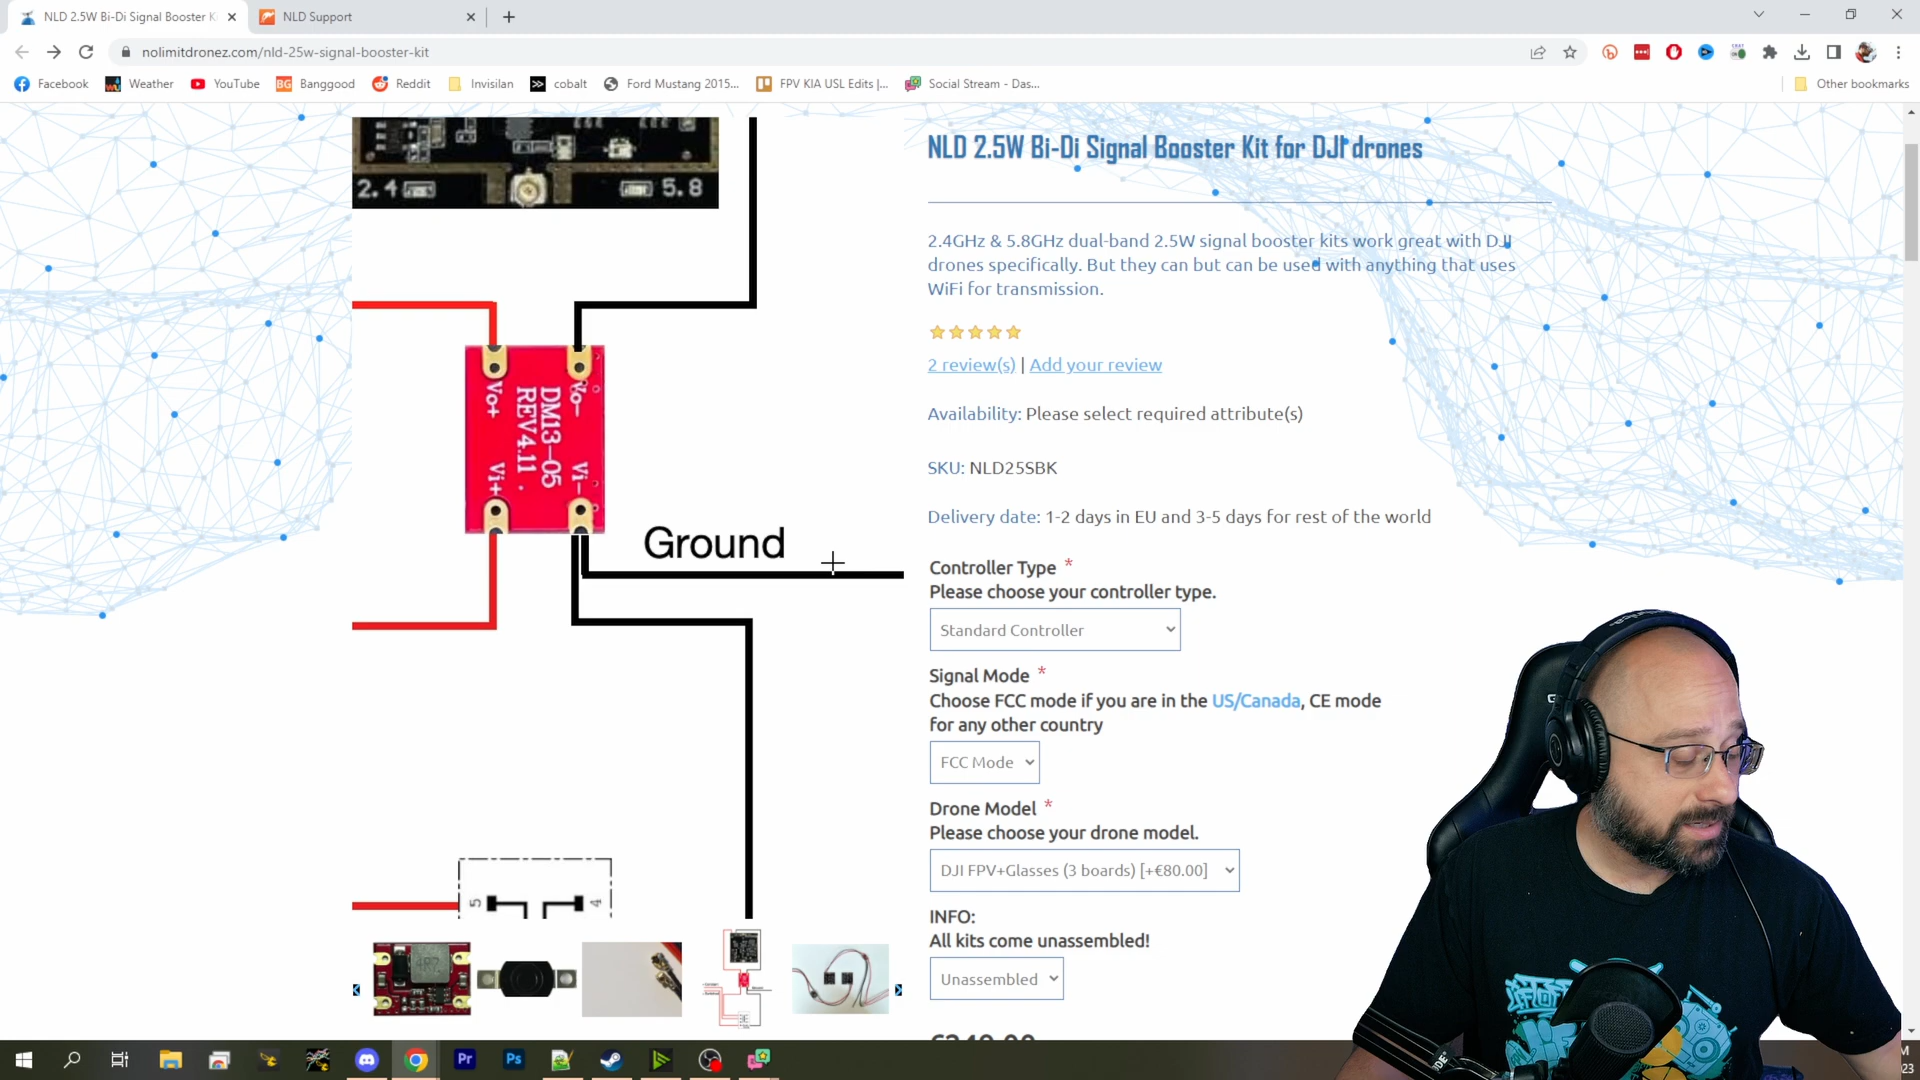 NLD 2.5W Bi-Di Signal Booster K
NLD Support
nolimitdronez.com/nld-25w-signal-booster-kit
Facebook
Weather
YouTube
Banggood
Reddit
Invisilan
cobalt
Ford Mustang 2015...
FPV KIA USL Edits |...
Social Stream - Das...
Other bookmarks
2.4
5.8
Vo+
Vo-
DM13-05
REV4.11 .
Vi+
Vi-
Ground
5
4
NLD 2.5W Bi-Di Signal Booster Kit for DJI drones
2.4GHz & 5.8GHz dual-band 2.5W signal booster kits work great with DJI
drones specifically. But they can but can be used with anything that uses
WiFi for transmission.
2 review(s) | Add your review
Availability: Please select required attribute(s)
SKU: NLD25SBK
Delivery date: 1-2 days in EU and 3-5 days for rest of the world
Controller Type *
Please choose your controller type.
Standard Controller
Signal Mode *
Choose FCC mode if you are in the US/Canada, CE mode
for any other country
FCC Mode
Drone Model *
Please choose your drone model.
DJI FPV+Glasses (3 boards) [+€80.00]
INFO:
All kits come unassembled!
Unassembled
4R7
Pr
Ps